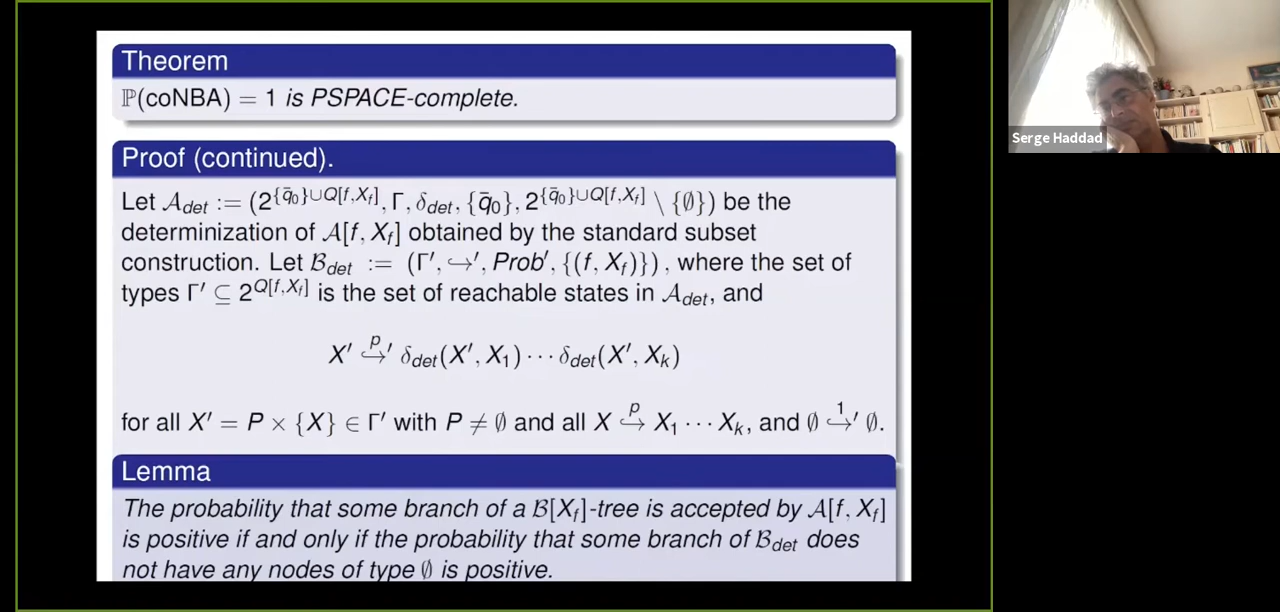 Theorem
ℙ(coNBA) = 1 is PSPACE-complete.
Proof (continued).
Let 𝒜_det := (2^{{q̄₀}∪Q[f,X_f]}, Γ, δ_det, {q̄₀}, 2^{{q̄₀}∪Q[f,X_f]} \ {∅}) be the
determinization of 𝒜[f, X_f] obtained by the standard subset
construction. Let ℬ_det := (Γ′, ↪′, Prob′, {(f, X_f)}), where the set of
types Γ′ ⊆ 2^{Q[f,X_f]} is the set of reachable states in 𝒜_det, and
X′ ↪^p′ δ_det(X′, X₁) ⋯ δ_det(X′, X_k)
for all X′ = P × {X} ∈ Γ′ with P ≠ ∅ and all X ↪^p X₁ ⋯ X_k, and ∅ ↪^1′ ∅.
Lemma
The probability that some branch of a ℬ[X_f]-tree is accepted by 𝒜[f, X_f]
is positive if and only if the probability that some branch of ℬ_det does
not have any nodes of type ∅ is positive.
Serge Haddad